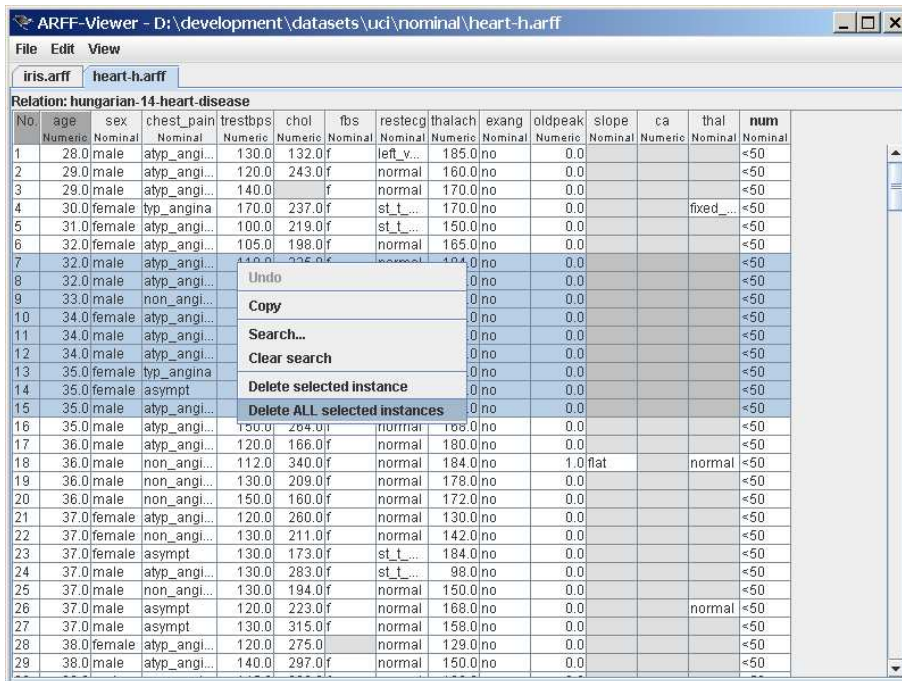 ARFF-Viewer - D:\development\datasets\uci\nominal\heart-h.arff
File Edit View
iris.arff heart-h.arff
Relation: hungarian-14-heart-disease
No. age sex chest_pain trestbps chol fbs restecg thalach exang oldpeak slope ca thal num
Numeric Nominal Nominal Numeric Numeric Nominal Nominal Numeric Nominal Numeric Nominal Numeric Nominal Nominal
1 28.0 male atyp_angi... 130.0 132.0 f left_v... 185.0 no 0.0 <50
2 29.0 male atyp_angi... 120.0 243.0 f normal 160.0 no 0.0 <50
3 29.0 male atyp_angi... 140.0 f normal 170.0 no 0.0 <50
4 30.0 female typ_angina 170.0 237.0 f st_t_... 170.0 no 0.0 fixed_... <50
5 31.0 female atyp_angi... 100.0 219.0 f st_t_... 150.0 no 0.0 <50
6 32.0 female atyp_angi... 105.0 198.0 f normal 165.0 no 0.0 <50
7 32.0 male atyp_angi... 110.0 225.0 f normal 184.0 no 0.0 <50
8 32.0 male atyp_angi... .0 no 0.0 <50
9 33.0 male non_angi... .0 no 0.0 <50
10 34.0 female atyp_angi... .0 no 0.0 <50
11 34.0 male atyp_angi... .0 no 0.0 <50
12 34.0 male atyp_angi... .0 no 0.0 <50
13 35.0 female typ_angina .0 no 0.0 <50
14 35.0 female asympt .0 no 0.0 <50
15 35.0 male atyp_angi... .0 no 0.0 <50
Undo
Copy
Search...
Clear search
Delete selected instance
Delete ALL selected instances
16 35.0 male atyp_angi... 150.0 264.0 f normal 168.0 no 0.0 <50
17 36.0 male atyp_angi... 120.0 166.0 f normal 180.0 no 0.0 <50
18 36.0 male non_angi... 112.0 340.0 f normal 184.0 no 1.0 flat normal <50
19 36.0 male non_angi... 130.0 209.0 f normal 178.0 no 0.0 <50
20 36.0 male non_angi... 150.0 160.0 f normal 172.0 no 0.0 <50
21 37.0 female atyp_angi... 120.0 260.0 f normal 130.0 no 0.0 <50
22 37.0 female non_angi... 130.0 211.0 f normal 142.0 no 0.0 <50
23 37.0 female asympt 130.0 173.0 f st_t_... 184.0 no 0.0 <50
24 37.0 male atyp_angi... 130.0 283.0 f st_t_... 98.0 no 0.0 <50
25 37.0 male non_angi... 130.0 194.0 f normal 150.0 no 0.0 <50
26 37.0 male asympt 120.0 223.0 f normal 168.0 no 0.0 normal <50
27 37.0 male asympt 130.0 315.0 f normal 158.0 no 0.0 <50
28 38.0 female atyp_angi... 120.0 275.0 normal 129.0 no 0.0 <50
29 38.0 male atyp_angi... 140.0 297.0 f normal 150.0 no 0.0 <50